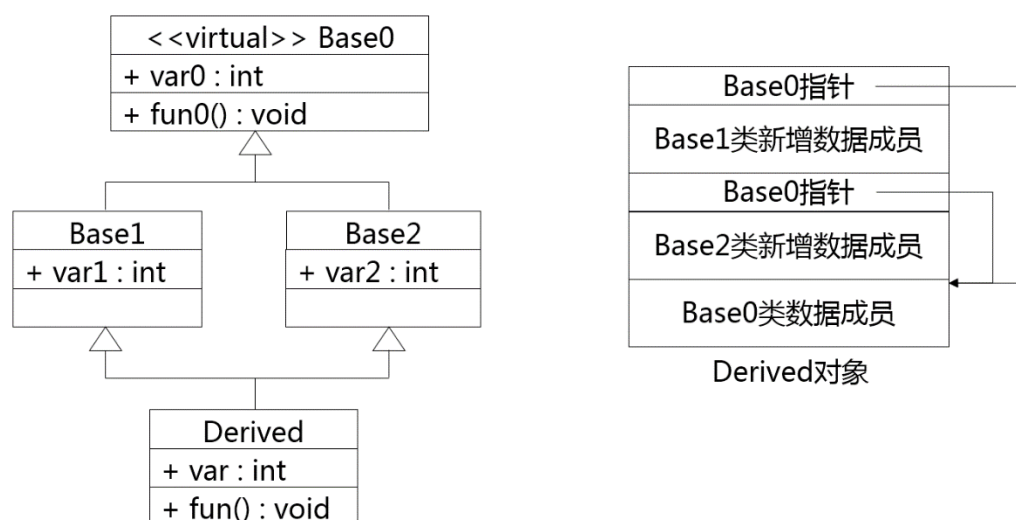 <<virtual>> Base0
+ var0 : int
+ fun0() : void
Base1
+ var1 : int
Base2
+ var2 : int
Derived
+ var : int
+ fun() : void
Base0指针
Base1类新增数据成员
Base0指针
Base2类新增数据成员
Base0类数据成员
Derived对象